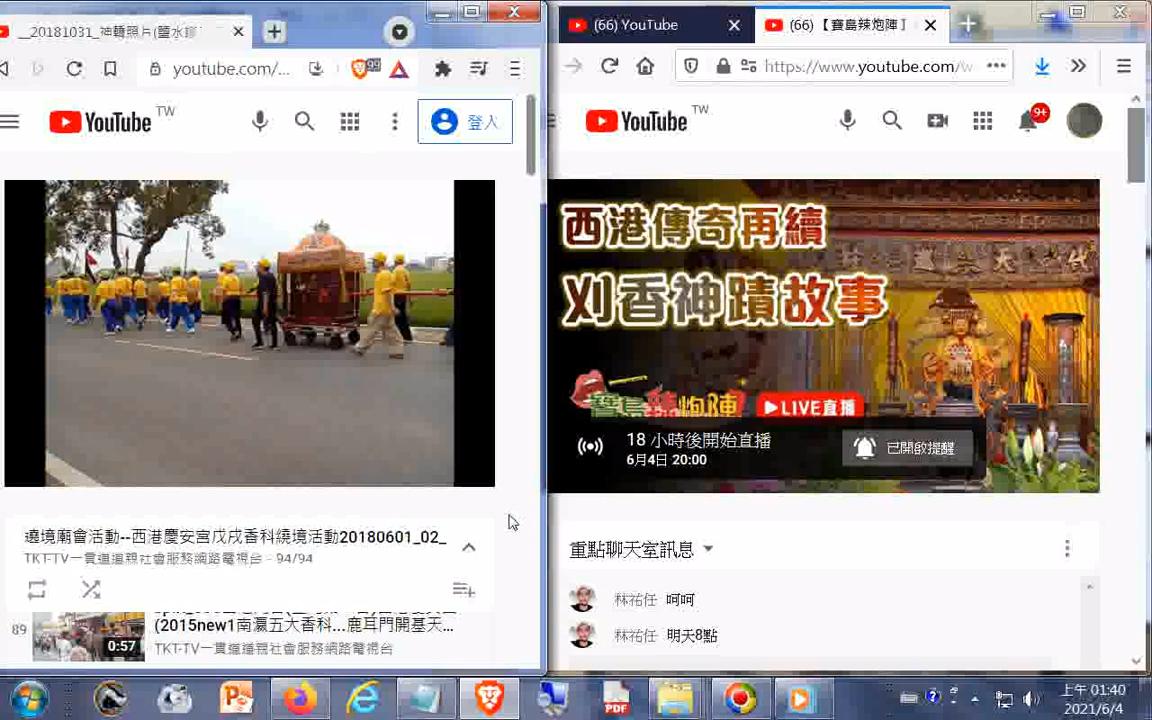 __20181031_神轎照片(鹽水
youtube.com/...
99
YouTube TW
登入
遶境廟會活動--西港慶安宮戊戌香科繞境活動20180601_02_
TKT-TV一貫道道親社會服務網路電視台 - 94/94
89
(2015new1南瀛五大香科...鹿耳門開基天...
0:57
TKT-TV一貫道道親社會服務網路電視台
(66) YouTube
(66) 【寶島辣炮陣】
https://www.youtube.com/w
YouTube TW
9+
西港傳奇再續
刈香神蹟故事
寶島辣炮陣
LIVE直播
18 小時後開始直播
6月4日 20:00
已開啟提醒
重點聊天室訊息
林祐任 呵呵
林祐任 明天8點
PDF
上午 01:40
2021/6/4